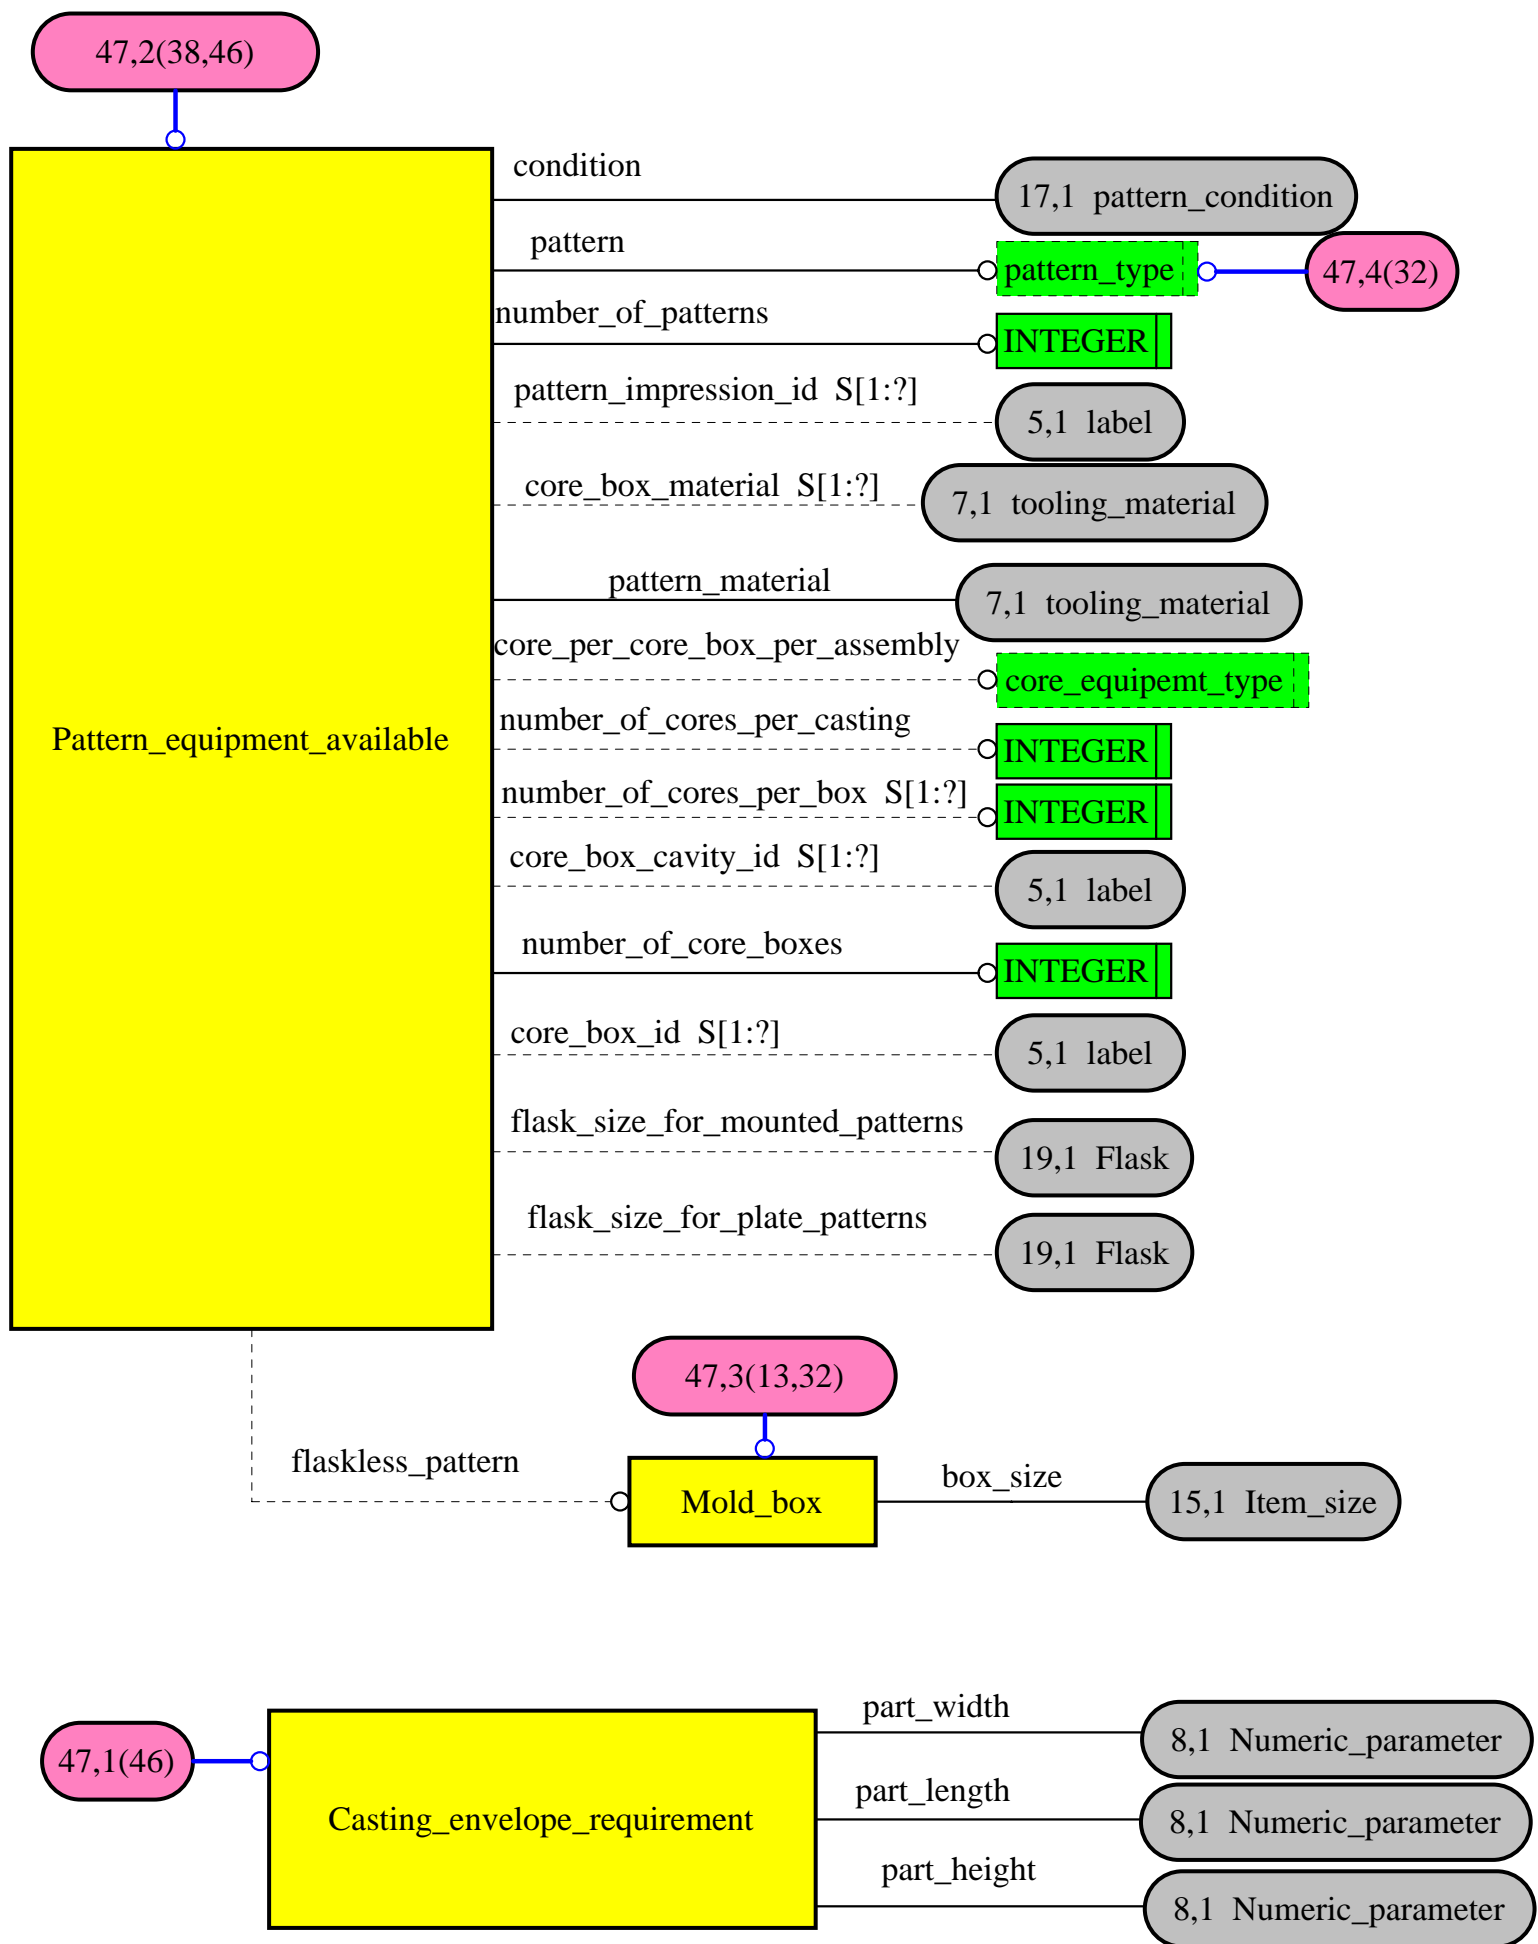 47,2(38,46)
condition
17,1 pattern_condition
pattern
pattern_type
47,4(32)
number_of_patterns
INTEGER
pattern_impression_id S[1:?]
5,1 label
core_box_material S[1:?]
7,1 tooling_material
pattern_material
7,1 tooling_material
core_per_core_box_per_assembly
core_equipemt_type
number_of_cores_per_casting
INTEGER
Pattern_equipment_available
number_of_cores_per_box S[1:?]
INTEGER
core_box_cavity_id S[1:?]
5,1 label
number_of_core_boxes
INTEGER
core_box_id S[1:?]
5,1 label
flask_size_for_mounted_patterns
19,1 Flask
flask_size_for_plate_patterns
19,1 Flask
47,3(13,32)
flaskless_pattern
Mold_box
box_size
15,1 Item_size
47,1(46)
Casting_envelope_requirement
part_width
8,1 Numeric_parameter
part_length
8,1 Numeric_parameter
part_height
8,1 Numeric_parameter